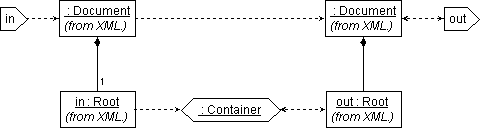 in
: Document
(from XML.)
: Document
(from XML.)
out
1
in : Root
(from XML.)
: Container
out : Root
(from XML.)